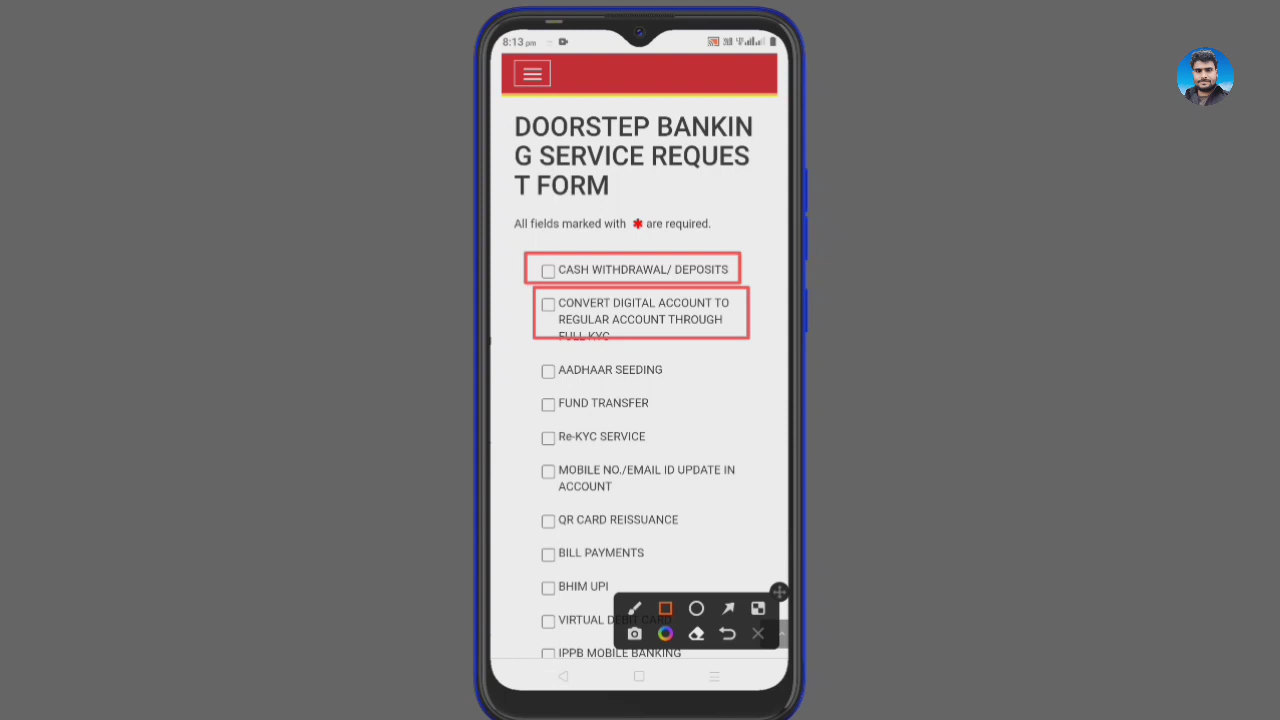 8:13 pm
DOORSTEP BANKIN
G SERVICE REQUES
T FORM
All fields marked with * are required.
CASH WITHDRAWAL/ DEPOSITS
CONVERT DIGITAL ACCOUNT TO
REGULAR ACCOUNT THROUGH
FULL KYC
AADHAAR SEEDING
FUND TRANSFER
Re-KYC SERVICE
MOBILE NO./EMAIL ID UPDATE IN
ACCOUNT
QR CARD REISSUANCE
BILL PAYMENTS
BHIM UPI
VIRTUAL DEBIT CARD
IPPB MOBILE BANKING